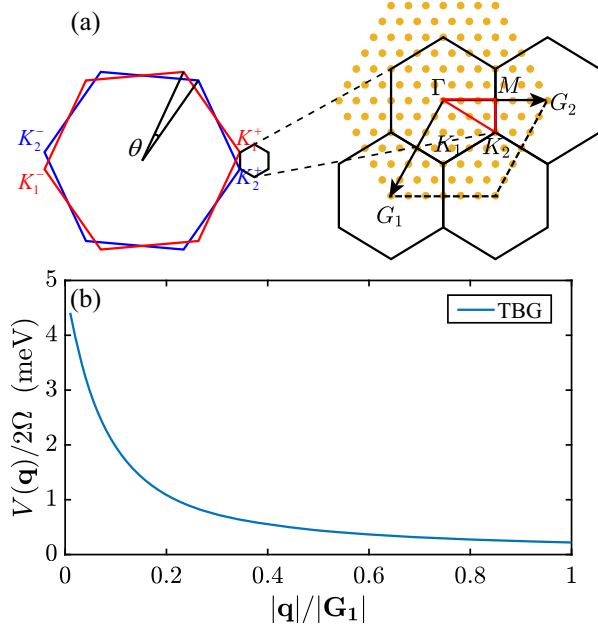 (a)
θ
K₂⁻
K₁⁻
K₁⁺
K₂⁺
Γ
M
G₂
K₁
K₂
G₁
(b)
TBG
V(q)/2Ω (meV)
5
4
3
2
1
0
0
0.2
0.4
0.6
0.8
1
|q|/|G₁|